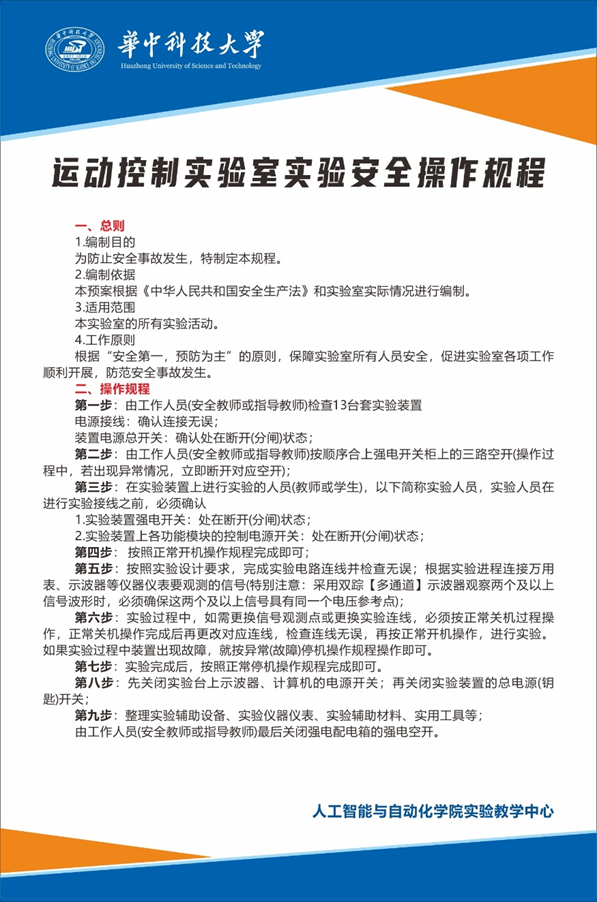 華中科技大学
Huazhong University of Science and Technology
运动控制实验室实验安全操作规程
一、总则
1.编制目的
为防止安全事故发生，特制定本规程。
2.编制依据
本预案根据《中华人民共和国安全生产法》和实验室实际情况进行编制。
3.适用范围
本实验室的所有实验活动。
4.工作原则
根据“安全第一，预防为主”的原则，保障实验室所有人员安全，促进实验室各项工作
顺利开展，防范安全事故发生。
二、操作规程
第一步：由工作人员(安全教师或指导教师)检查13台套实验装置
电源接线：确认连接无误；
装置电源总开关：确认处在断开(分闸)状态；
第二步：由工作人员(安全教师或指导教师)按顺序合上强电开关柜上的三路空开(操作过
程中，若出现异常情况，立即断开对应空开)；
第三步：在实验装置上进行实验的人员(教师或学生)，以下简称实验人员，实验人员在
进行实验接线之前，必须确认
1.实验装置强电开关：处在断开(分闸)状态；
2.实验装置上各功能模块的控制电源开关：处在断开(分闸)状态；
第四步： 按照正常开机操作规程完成即可；
第五步：按照实验设计要求，完成实验电路连线并检查无误；根据实验进程连接万用
表、示波器等仪器仪表要观测的信号(特别注意：采用双踪【多通道】示波器观察两个及以上
信号波形时，必须确保这两个及以上信号具有同一个电压参考点)；
第六步：实验过程中，如需更换信号观测点或更换实验连线，必须按正常关机过程操
作，正常关机操作完成后再更改对应连线，检查连线无误，再按正常开机操作，进行实验。
如果实验过程中装置出现故障，就按异常(故障)停机操作规程操作即可。
第七步：实验完成后，按照正常停机操作规程完成即可。
第八步：先关闭实验台上示波器、计算机的电源开关；再关闭实验装置的总电源(钥
匙)开关；
第九步：整理实验辅助设备、实验仪器仪表、实验辅助材料、实用工具等；
由工作人员(安全教师或指导教师)最后关闭强电配电箱的强电空开。
人工智能与自动化学院实验教学中心